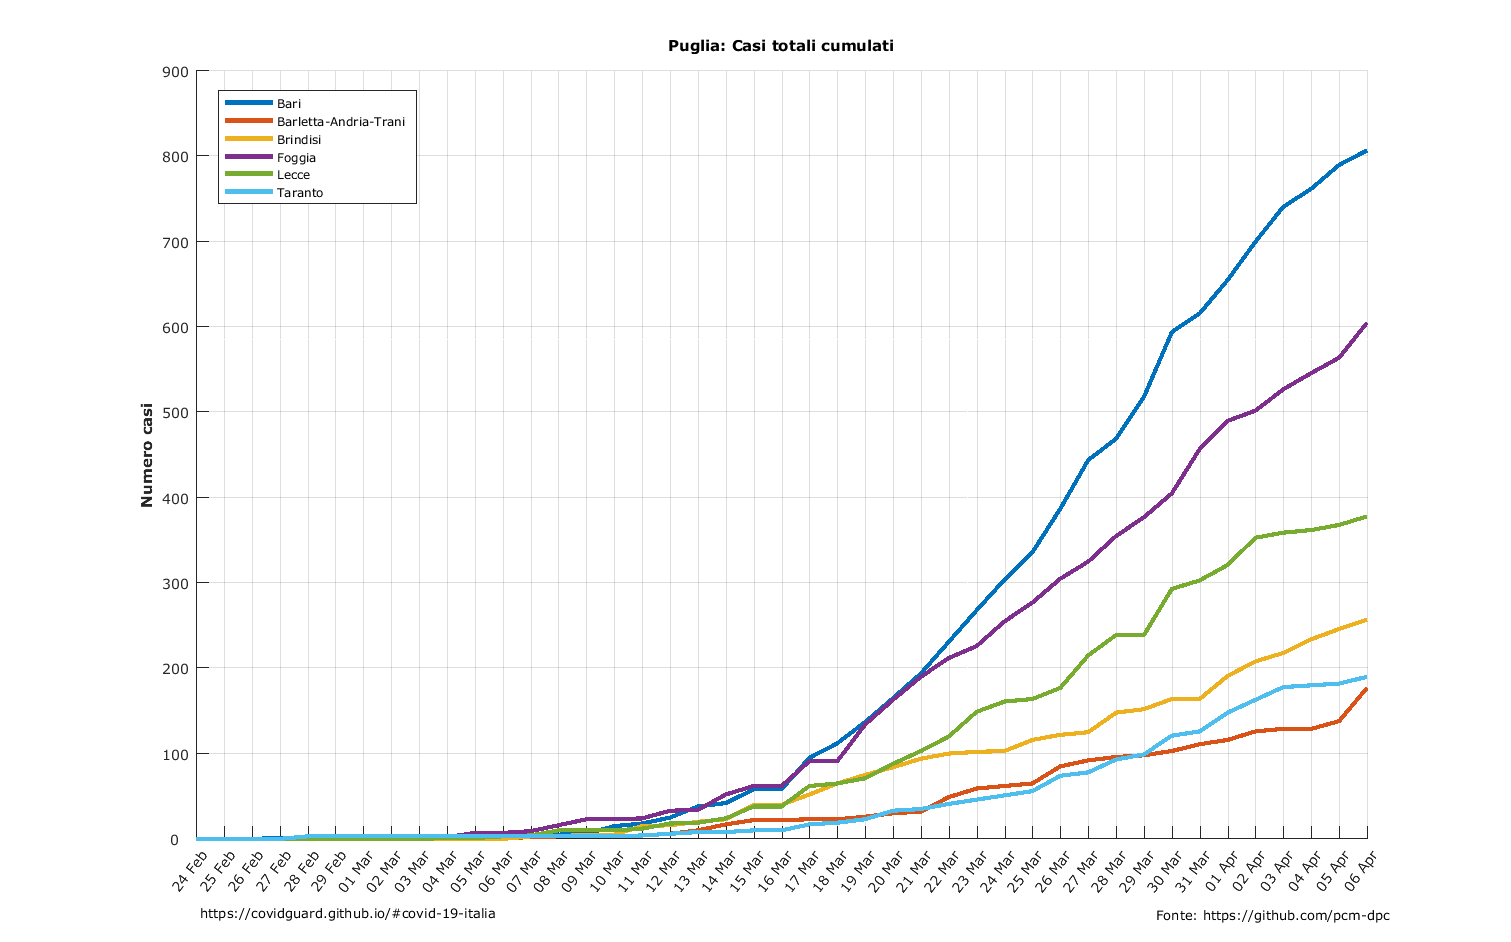 Puglia: Casi totali cumulati
900
800
700
600
500
400
300
200
100
0
Numero casi
Bari
Barletta-Andria-Trani
Brindisi
Foggia
Lecce
Taranto
24 Feb
25 Feb
26 Feb
27 Feb
28 Feb
29 Feb
01 Mar
02 Mar
03 Mar
04 Mar
05 Mar
06 Mar
07 Mar
08 Mar
09 Mar
10 Mar
11 Mar
12 Mar
13 Mar
14 Mar
15 Mar
16 Mar
17 Mar
18 Mar
19 Mar
20 Mar
21 Mar
22 Mar
23 Mar
24 Mar
25 Mar
26 Mar
27 Mar
28 Mar
29 Mar
30 Mar
31 Mar
01 Apr
02 Apr
03 Apr
04 Apr
05 Apr
06 Apr
https://covidguard.github.io/#covid-19-italia
Fonte: https://github.com/pcm-dpc